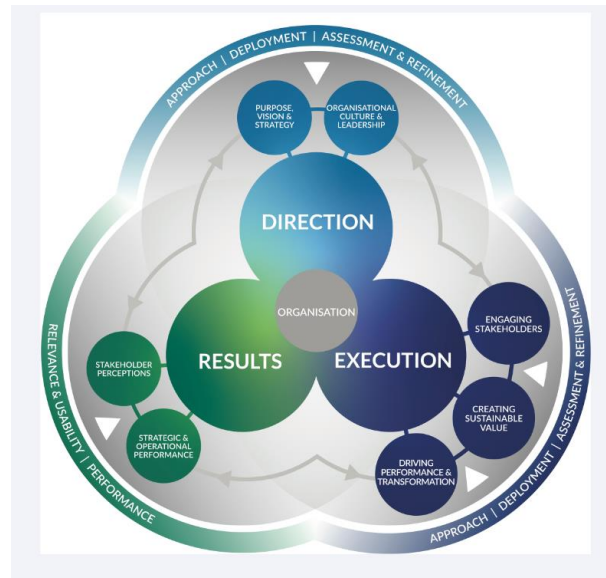 APPROACH | DEPLOYMENT | ASSESSMENT & REFINEMENT
PURPOSE,
VISION &
STRATEGY
ORGANISATIONAL
CULTURE &
LEADERSHIP
DIRECTION
ORGANISATION
RESULTS
EXECUTION
STAKEHOLDER
PERCEPTIONS
STRATEGIC &
OPERATIONAL
PERFORMANCE
ENGAGING
STAKEHOLDERS
CREATING
SUSTAINABLE
VALUE
DRIVING
PERFORMANCE &
TRANSFORMATION
RELEVANCE & USABILITY | PERFORMANCE
APPROACH | DEPLOYMENT | ASSESSMENT & REFINEMENT